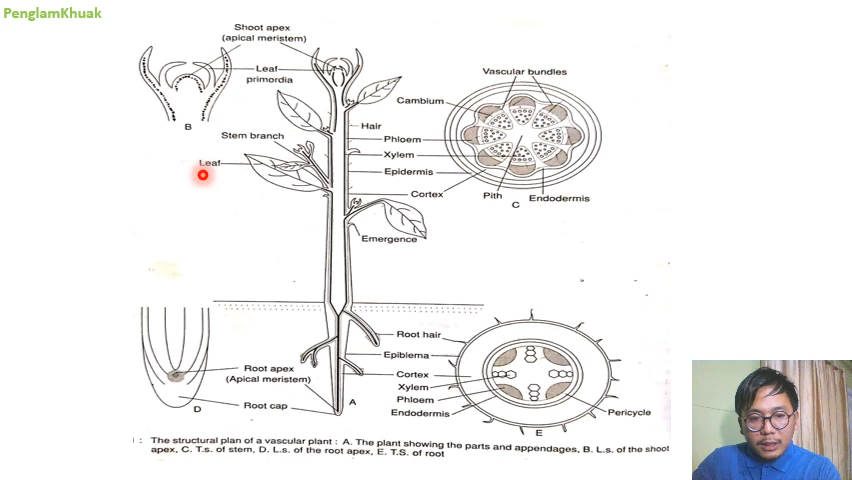 PenglamKhuak
Shoot apex
(apical meristem)
Leaf
primordia
B
Stem branch
Leaf
Hair
Phloem
Xylem
Epidermis
Cortex
Emergence
Vascular bundles
Cambium
Pith
Endodermis
C
Root apex
(Apical meristem)
Root cap
D
A
Root hair
Epiblema
Cortex
Xylem
Phloem
Endodermis
Pericycle
E
: The structural plan of a vascular plant : A. The plant showing the parts and appendages, B. L.s. of the shoot
apex, C. T.s. of stem, D. L.s. of the root apex, E. T.S. of root